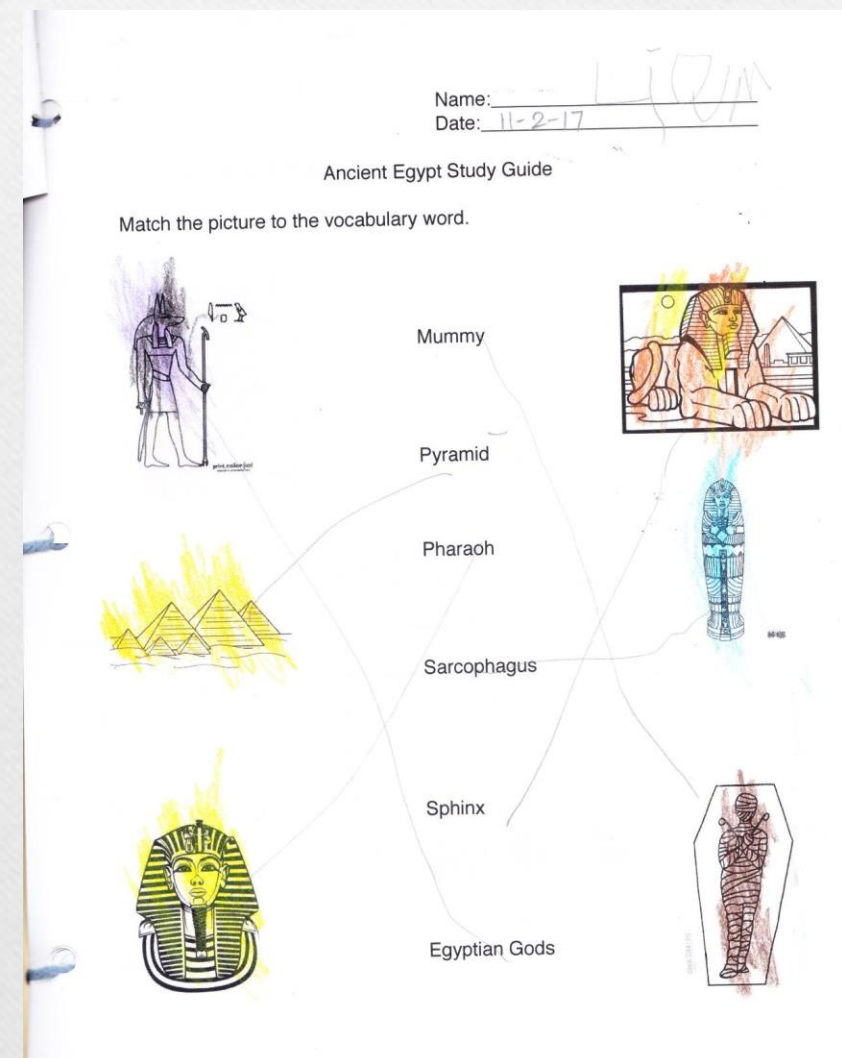 Name: Liam
Date: 11-2-17
Ancient Egypt Study Guide
Match the picture to the vocabulary word.
Mummy
Pyramid
Pharaoh
Sarcophagus
Sphinx
Egyptian Gods